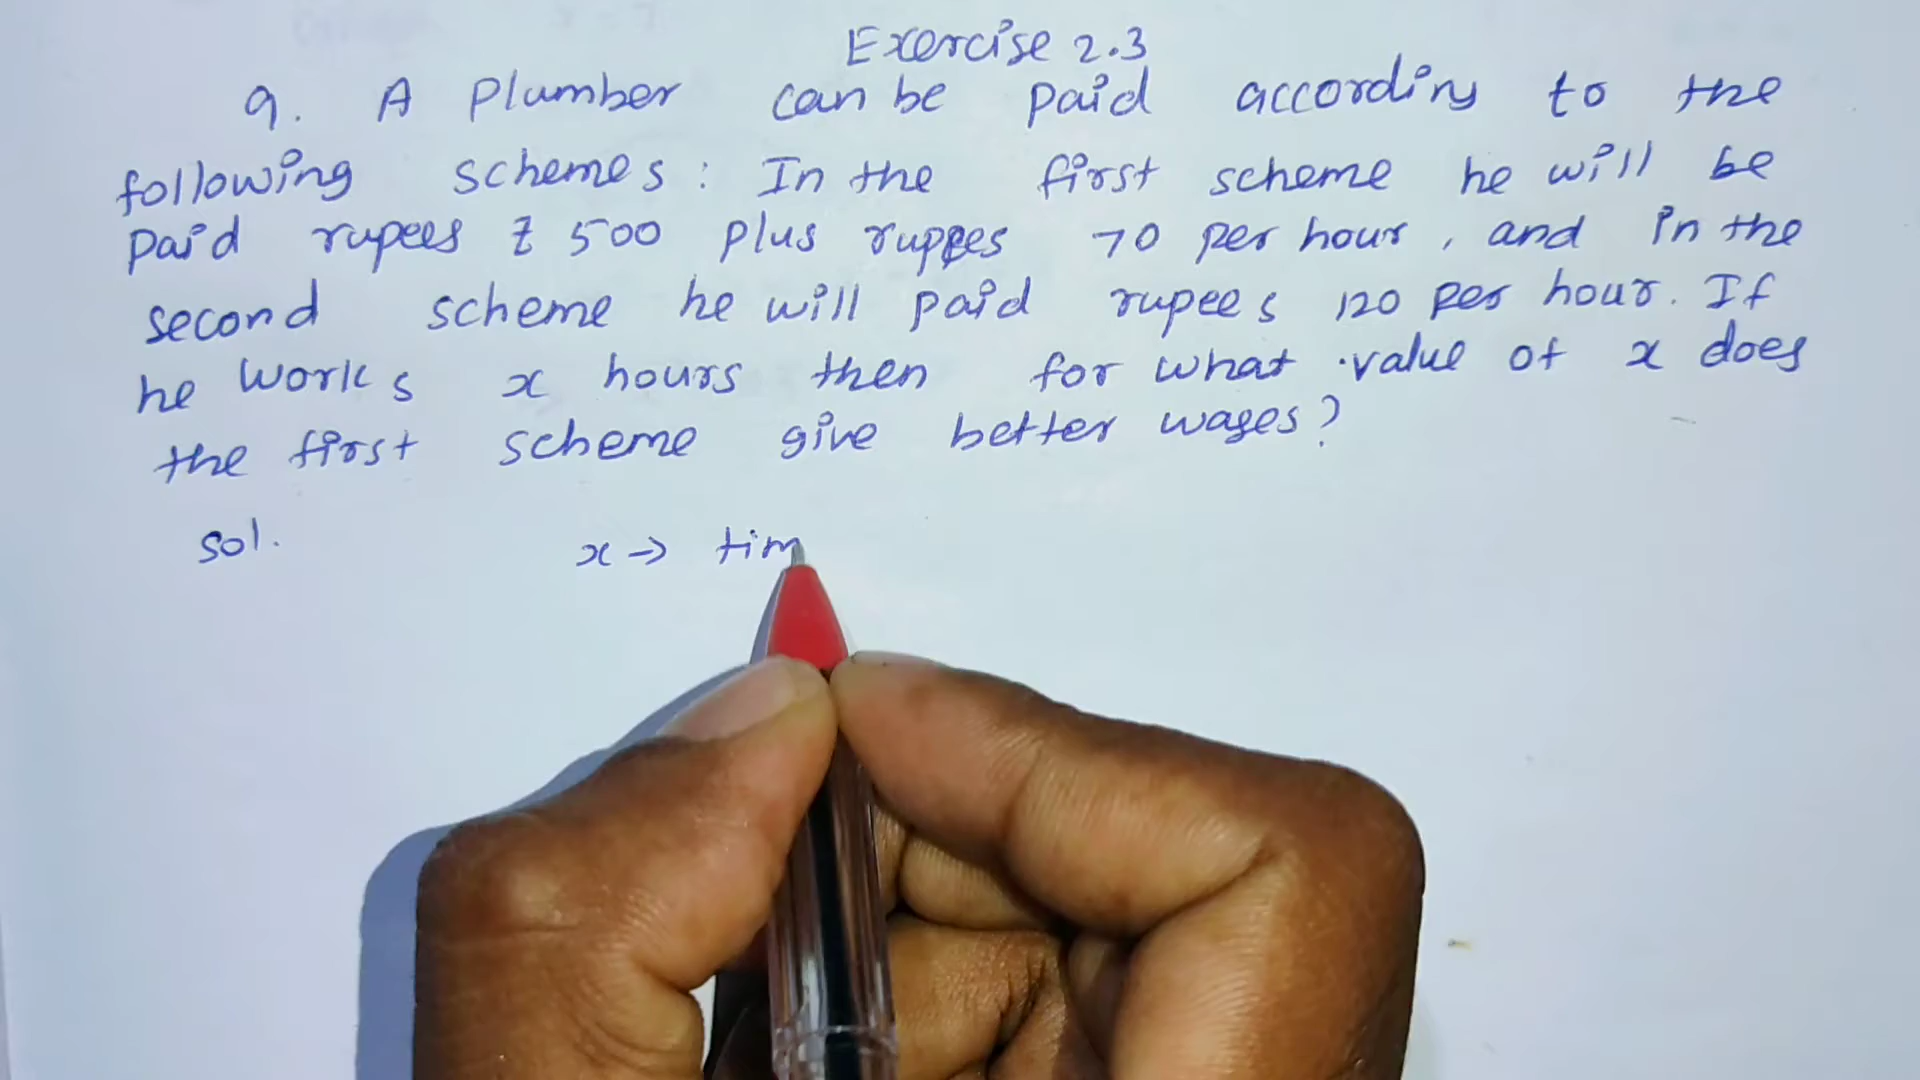 Exercise 2.3
9. A Plumber can be paid according to the
following schemes: In the first scheme he will be
paid rupees ₹ 500 plus rupees 70 per hour, and in the
second scheme he will paid rupees 120 per hour. If
he works x hours then for what value of x does
the first scheme give better wages?
sol. x → tim